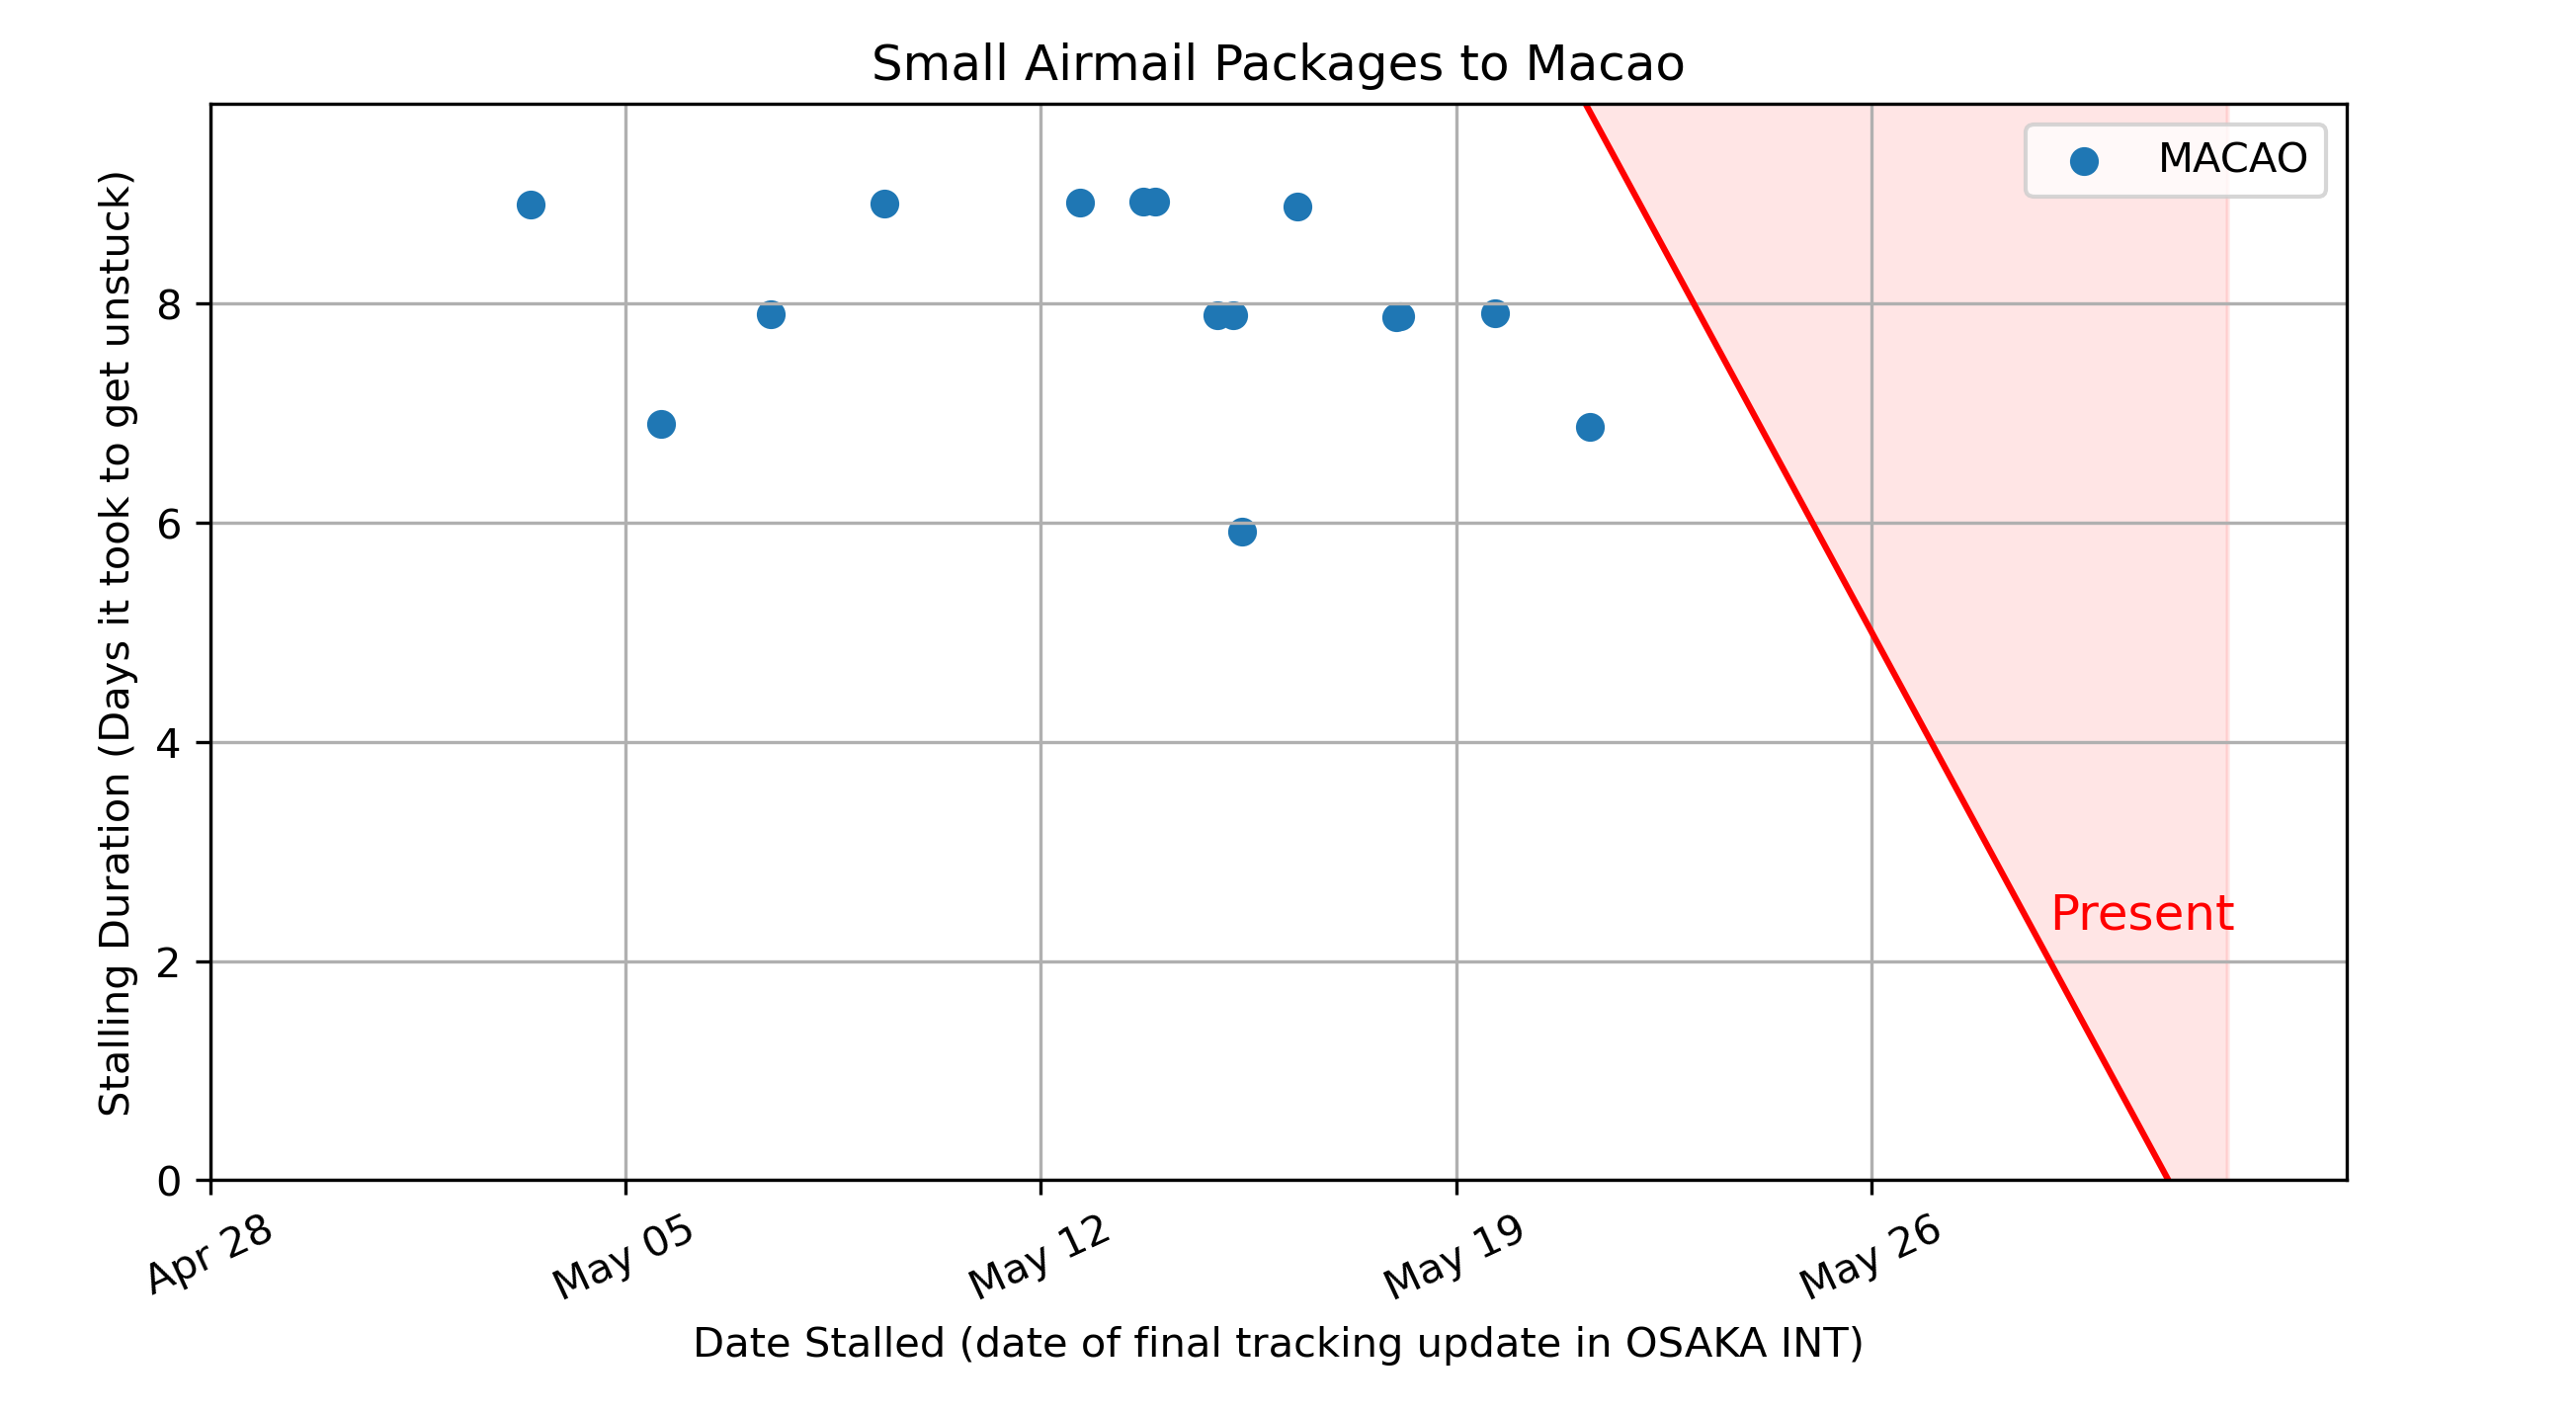 Small Airmail Packages to Macao
MACAO
Stalling Duration (Days it took to get unstuck)
8
6
4
2
0
Present
Apr 28
May 05
May 12
May 19
May 26
Date Stalled (date of final tracking update in OSAKA INT)